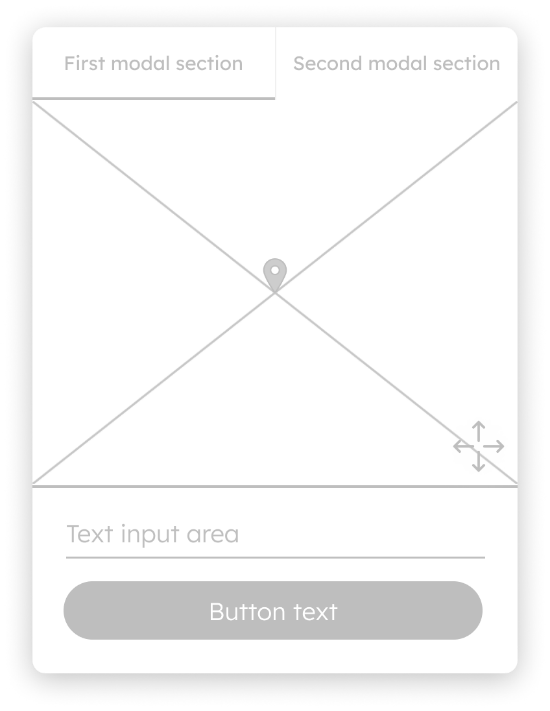 First modal section
Second modal section
Text input area
Button text